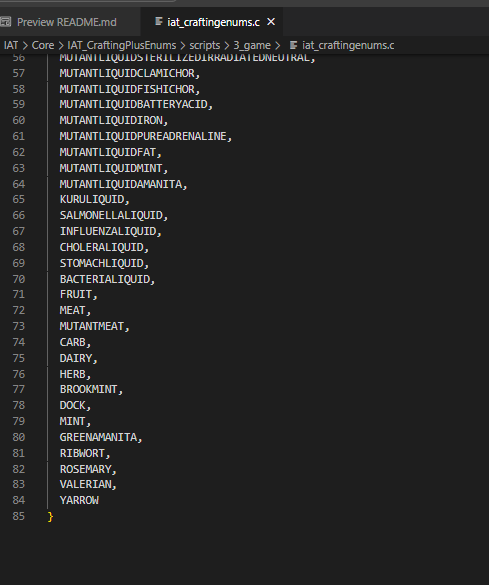 Preview README.md
iat_craftingenums.c ×
IAT > Core > IAT_CraftingPlusEnums > scripts > 3_game > iat_craftingenums.c
56 MUTANTLIQUIDSTERILIZEDIRRADIATEDNEUTRAL,
57 MUTANTLIQUIDCLAMICHOR,
58 MUTANTLIQUIDFISHICHOR,
59 MUTANTLIQUIDBATTERYACID,
60 MUTANTLIQUIDIRON,
61 MUTANTLIQUIDPUREADRENALINE,
62 MUTANTLIQUIDFAT,
63 MUTANTLIQUIDMINT,
64 MUTANTLIQUIDAMANITA,
65 KURULIQUID,
66 SALMONELLALIQUID,
67 INFLUENZALIQUID,
68 CHOLERALIQUID,
69 STOMACHLIQUID,
70 BACTERIALIQUID,
71 FRUIT,
72 MEAT,
73 MUTANTMEAT,
74 CARB,
75 DAIRY,
76 HERB,
77 BROOKMINT,
78 DOCK,
79 MINT,
80 GREENAMANITA,
81 RIBWORT,
82 ROSEMARY,
83 VALERIAN,
84 YARROW
85 }